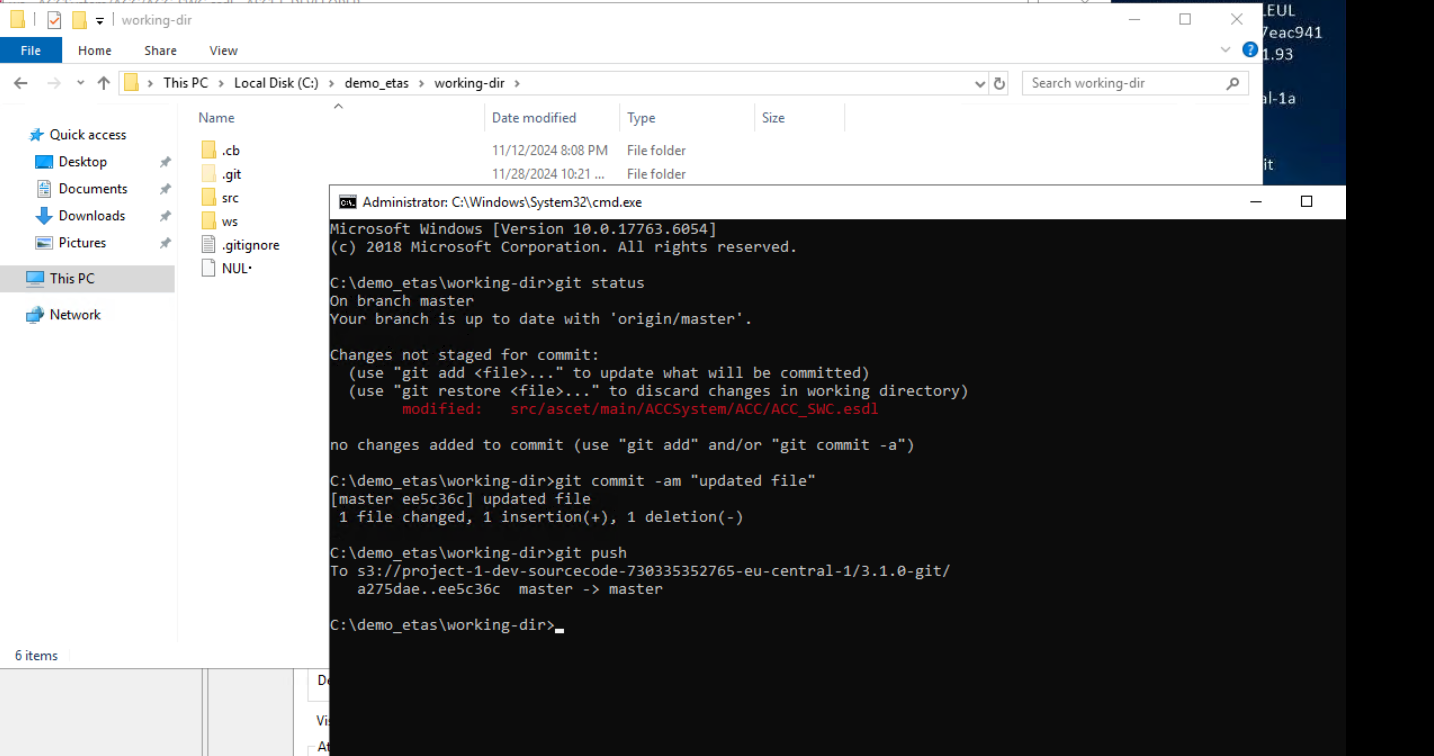 working-dir
File Home Share View
This PC Local Disk (C:) demo_etas working-dir
Search working-dir
Name Date modified Type Size
Quick access
Desktop
Documents
Downloads
Pictures
This PC
Network
.cb 11/12/2024 8:08 PM File folder
.git 11/28/2024 10:21 ... File folder
src
ws
.gitignore
NUL·
6 items
EUL
7eac941
1.93
al-1a
it
Administrator: C:\Windows\System32\cmd.exe
Microsoft Windows [Version 10.0.17763.6054]
(c) 2018 Microsoft Corporation. All rights reserved.
C:\demo_etas\working-dir>git status
On branch master
Your branch is up to date with 'origin/master'.
Changes not staged for commit:
(use "git add <file>..." to update what will be committed)
(use "git restore <file>..." to discard changes in working directory)
modified: src/ascet/main/ACCSystem/ACC/ACC_SWC.esdl
no changes added to commit (use "git add" and/or "git commit -a")
C:\demo_etas\working-dir>git commit -am "updated file"
[master ee5c36c] updated file
1 file changed, 1 insertion(+), 1 deletion(-)
C:\demo_etas\working-dir>git push
To s3://project-1-dev-sourcecode-730335352765-eu-central-1/3.1.0-git/
a275dae..ee5c36c master -> master
C:\demo_etas\working-dir>
De
Vis
At